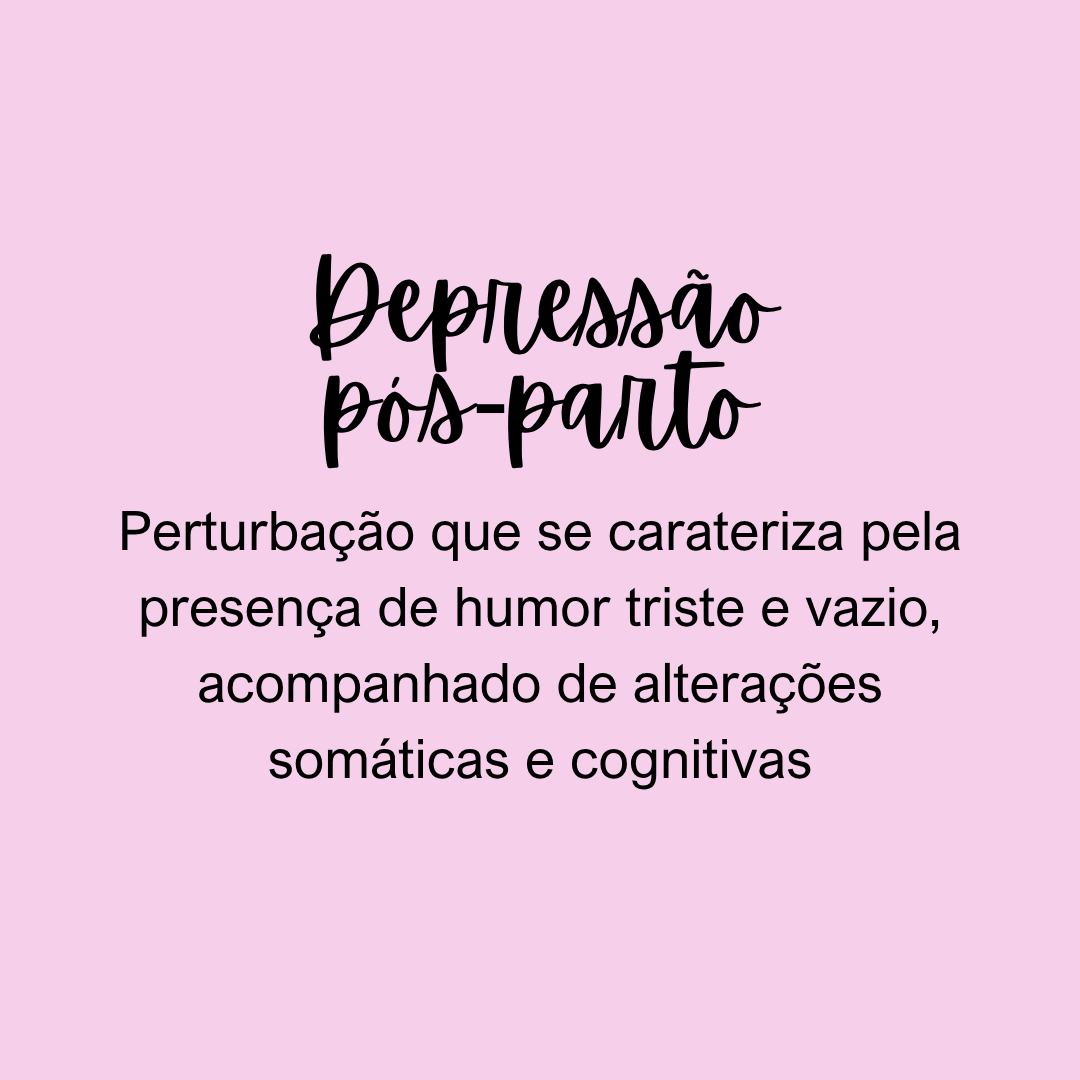 Depressão
pós-parto
Perturbação que se carateriza pela
presença de humor triste e vazio,
acompanhado de alterações
somáticas e cognitivas